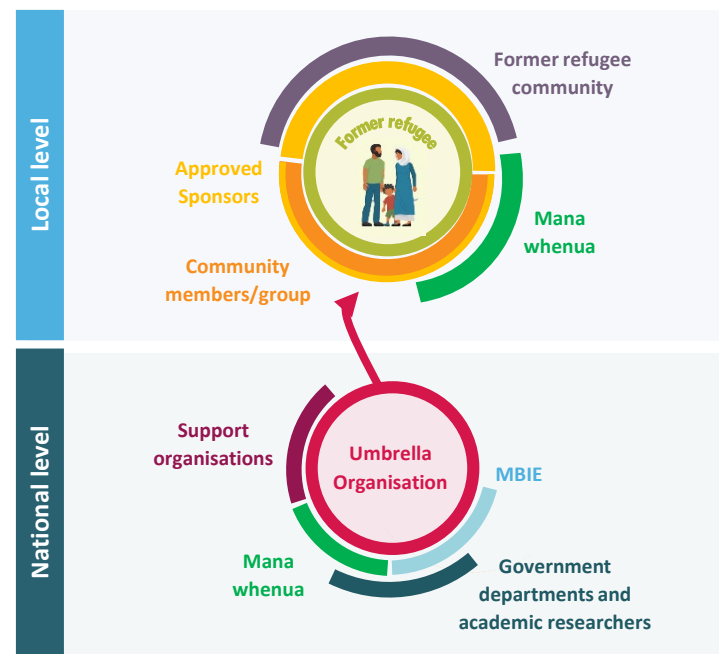 Local level
Former refugee
community
Former refugee
Approved
Sponsors
Mana
whenua
Community
members/group
National level
Support
organisations
Umbrella
Organisation
MBIE
Mana
whenua
Government
departments and
academic researchers